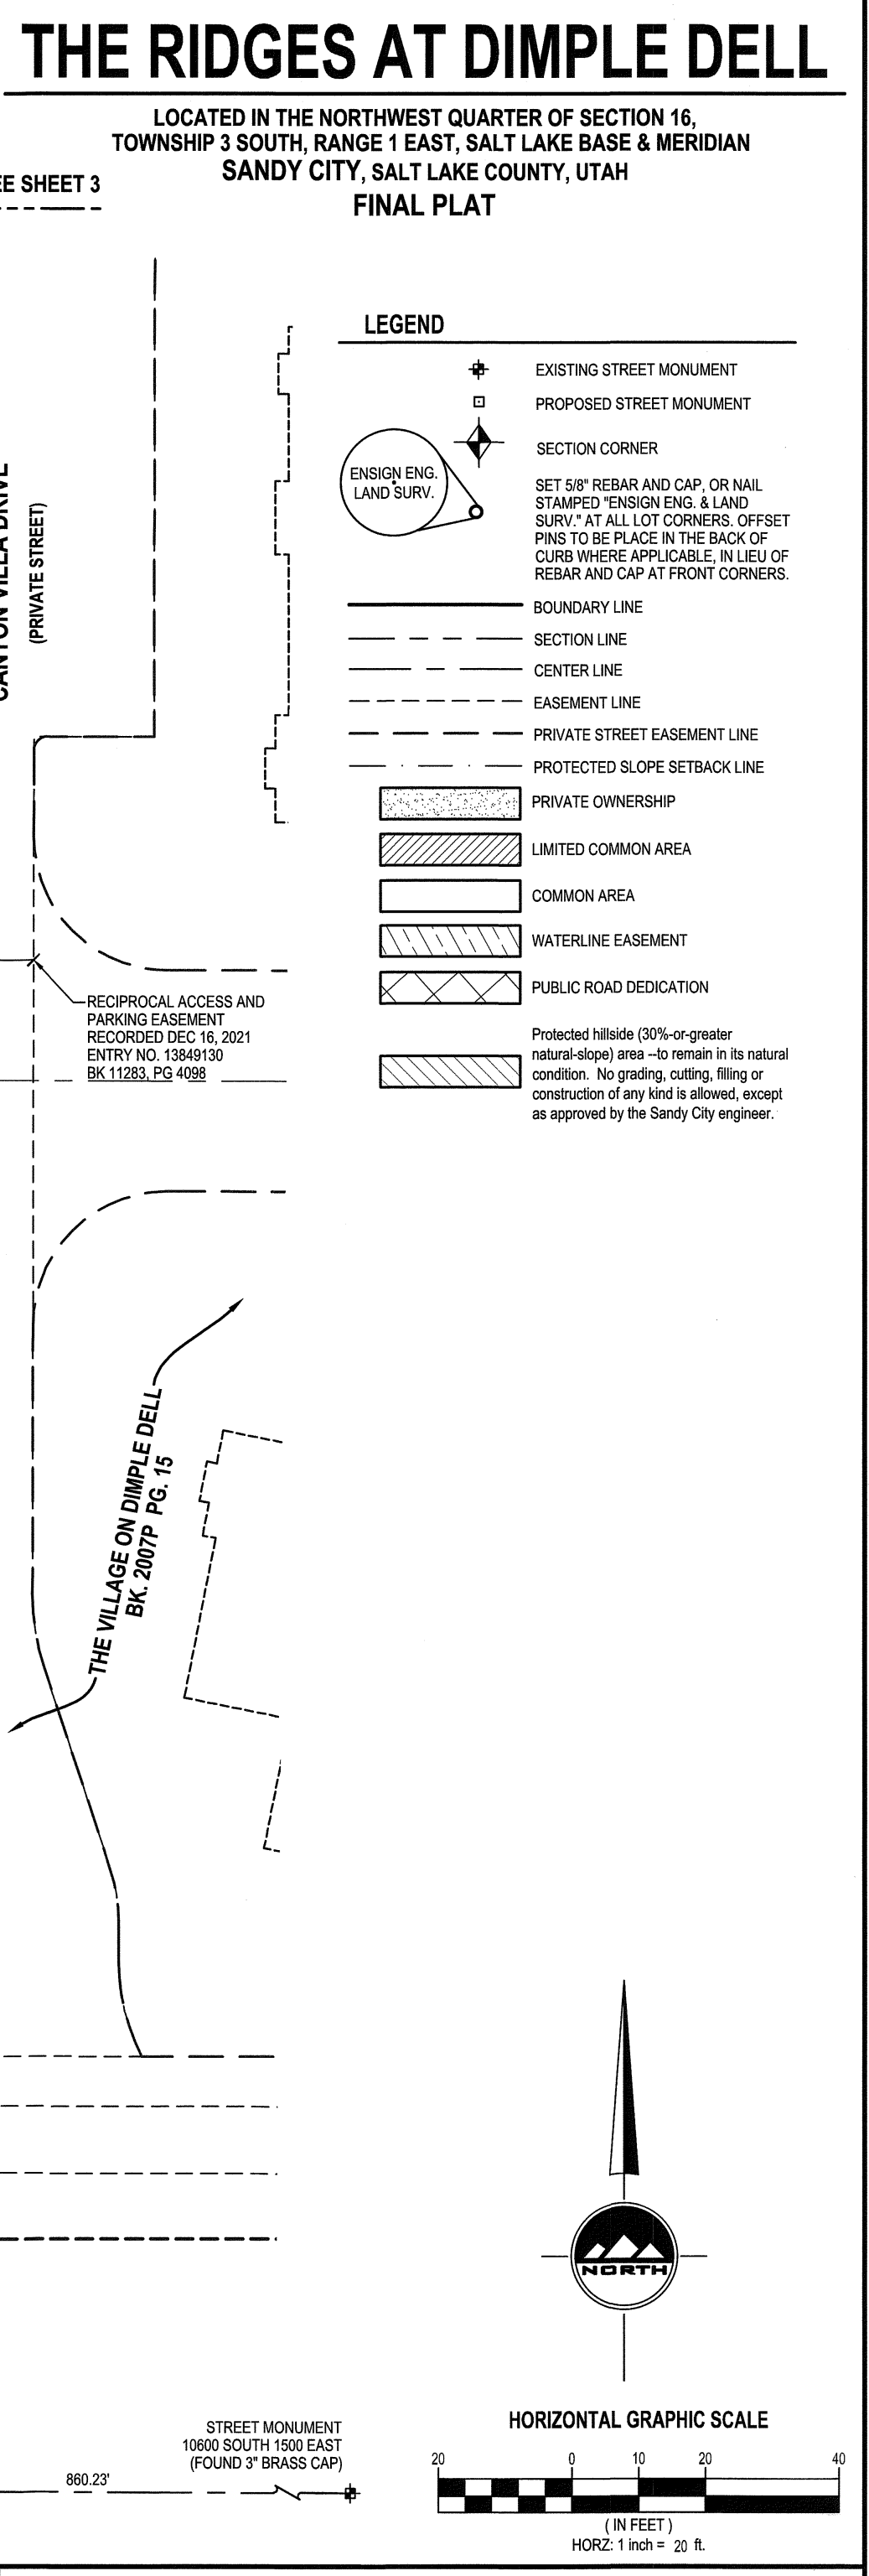 THE RIDGES AT DIMPLE DELL
LOCATED IN THE NORTHWEST QUARTER OF SECTION 16,
TOWNSHIP 3 SOUTH, RANGE 1 EAST, SALT LAKE BASE & MERIDIAN
SANDY CITY, SALT LAKE COUNTY, UTAH
FINAL PLAT
SHEET 3
LEGEND
EXISTING STREET MONUMENT
PROPOSED STREET MONUMENT
SECTION CORNER
ENSIGN ENG.
LAND SURV.
SET 5/8" REBAR AND CAP, OR NAIL
STAMPED "ENSIGN ENG. & LAND
SURV." AT ALL LOT CORNERS. OFFSET
PINS TO BE PLACE IN THE BACK OF
CURB WHERE APPLICABLE, IN LIEU OF
REBAR AND CAP AT FRONT CORNERS.
BOUNDARY LINE
SECTION LINE
CENTER LINE
EASEMENT LINE
PRIVATE STREET EASEMENT LINE
PROTECTED SLOPE SETBACK LINE
PRIVATE OWNERSHIP
LIMITED COMMON AREA
COMMON AREA
WATERLINE EASEMENT
PUBLIC ROAD DEDICATION
Protected hillside (30%-or-greater
natural-slope) area --to remain in its natural
condition. No grading, cutting, filling or
construction of any kind is allowed, except
as approved by the Sandy City engineer.
VILLA DRIVE
(PRIVATE STREET)
RECIPROCAL ACCESS AND
PARKING EASEMENT
RECORDED DEC 16, 2021
ENTRY NO. 13849130
BK 11283, PG 4098
THE VILLAGE ON DIMPLE DELL
BK. 2007P PG. 15
NORTH
STREET MONUMENT
10600 SOUTH 1500 EAST
(FOUND 3" BRASS CAP)
860.23'
HORIZONTAL GRAPHIC SCALE
20 0 10 20 40
( IN FEET )
HORZ: 1 inch = 20 ft.